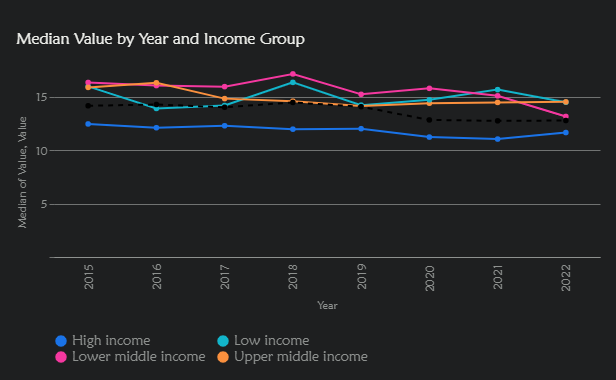 Median Value by Year and Income Group
15
10
5
Median of Value, Value
2015
2016
2017
2018
2019
2020
2021
2022
Year
High income
Low income
Lower middle income
Upper middle income